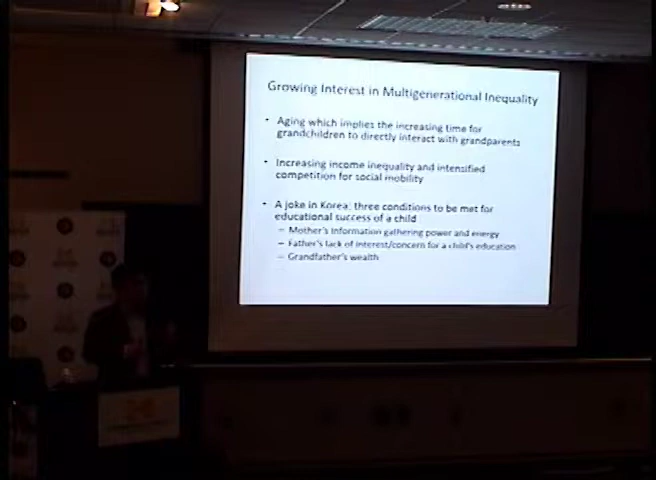 Growing Interest in Multigenerational Inequality
• Aging which implies the increasing time for
grandchildren to directly interact with grandparents
• Increasing income inequality and intensified
competition for social mobility
• A joke in Korea: three conditions to be met for
educational success of a child
– Mother's information gathering power and energy
– Father's lack of interest/concern for a child's education
– Grandfather's wealth